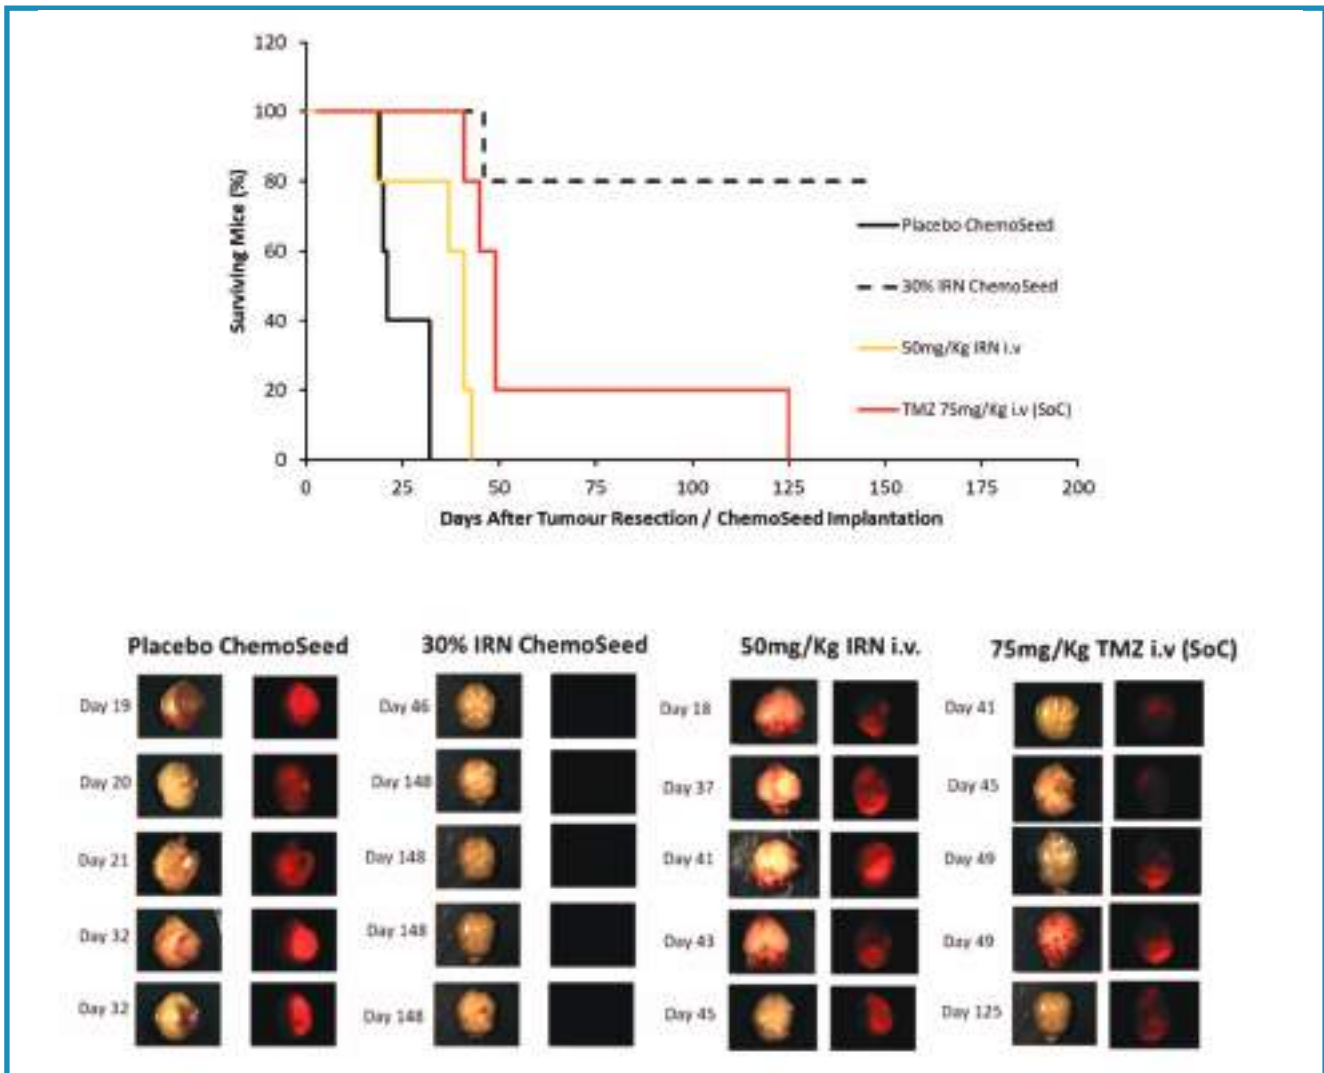 120
100
80
60
40
20
0
Surviving Mice (%)
0 25 50 75 100 125 150 175 200
Days After Tumour Resection / ChemoSeed Implantation
Placebo ChemoSeed
30% IRN ChemoSeed
50mg/Kg IRN i.v
TMZ 75mg/Kg i.v (SoC)
Placebo ChemoSeed 30% IRN ChemoSeed 50mg/Kg IRN i.v. 75mg/Kg TMZ i.v (SoC)
Day 19 Day 46 Day 18 Day 41
Day 20 Day 148 Day 37 Day 45
Day 21 Day 148 Day 41 Day 49
Day 32 Day 148 Day 43 Day 49
Day 32 Day 148 Day 45 Day 125